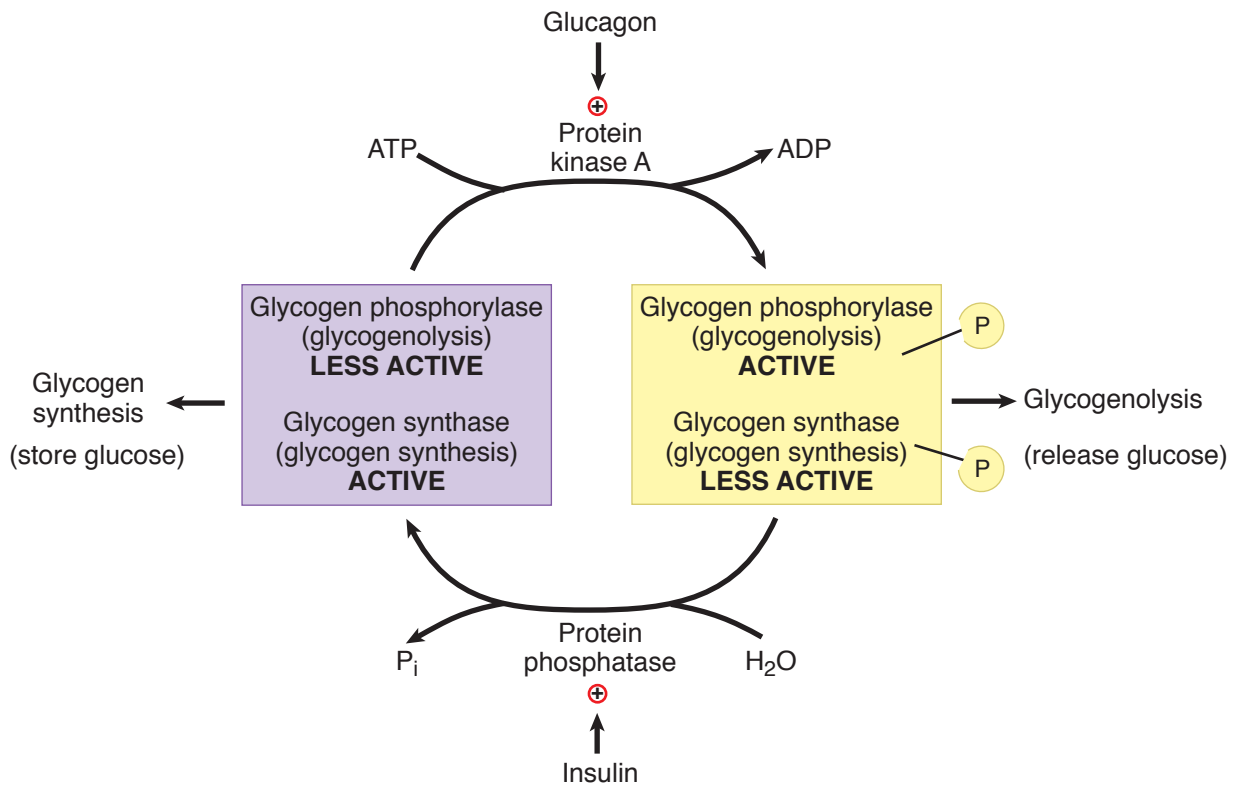 Glucagon
+
Protein
kinase A
ATP
ADP
Glycogen phosphorylase
(glycogenolysis)
LESS ACTIVE
Glycogen synthase
(glycogen synthesis)
ACTIVE
Glycogen phosphorylase
(glycogenolysis)
ACTIVE
Glycogen synthase
(glycogen synthesis)
LESS ACTIVE
P
P
Glycogen
synthesis
(store glucose)
Glycogenolysis
(release glucose)
Pi
Protein
phosphatase
H2O
+
Insulin